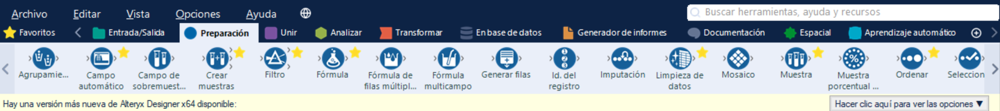 Archivo Editar Vista Opciones Ayuda Buscar herramientas, ayuda y recursos
Favoritos Entrada/Salida Preparación Unir Analizar Transformar En base de datos Generador de informes Documentación Espacial Aprendizaje automático
Agrupamie... Campo automático Campo de sobremuest... Crear muestras Filtro Fórmula Fórmula de filas múltipl... Fórmula multicampo Generar filas Id. del registro Imputación Limpieza de datos Mosaico Muestra Muestra porcentual ... Ordenar Seleccion
Hay una versión más nueva de Alteryx Designer x64 disponible: Hacer clic aquí para ver las opciones ▼